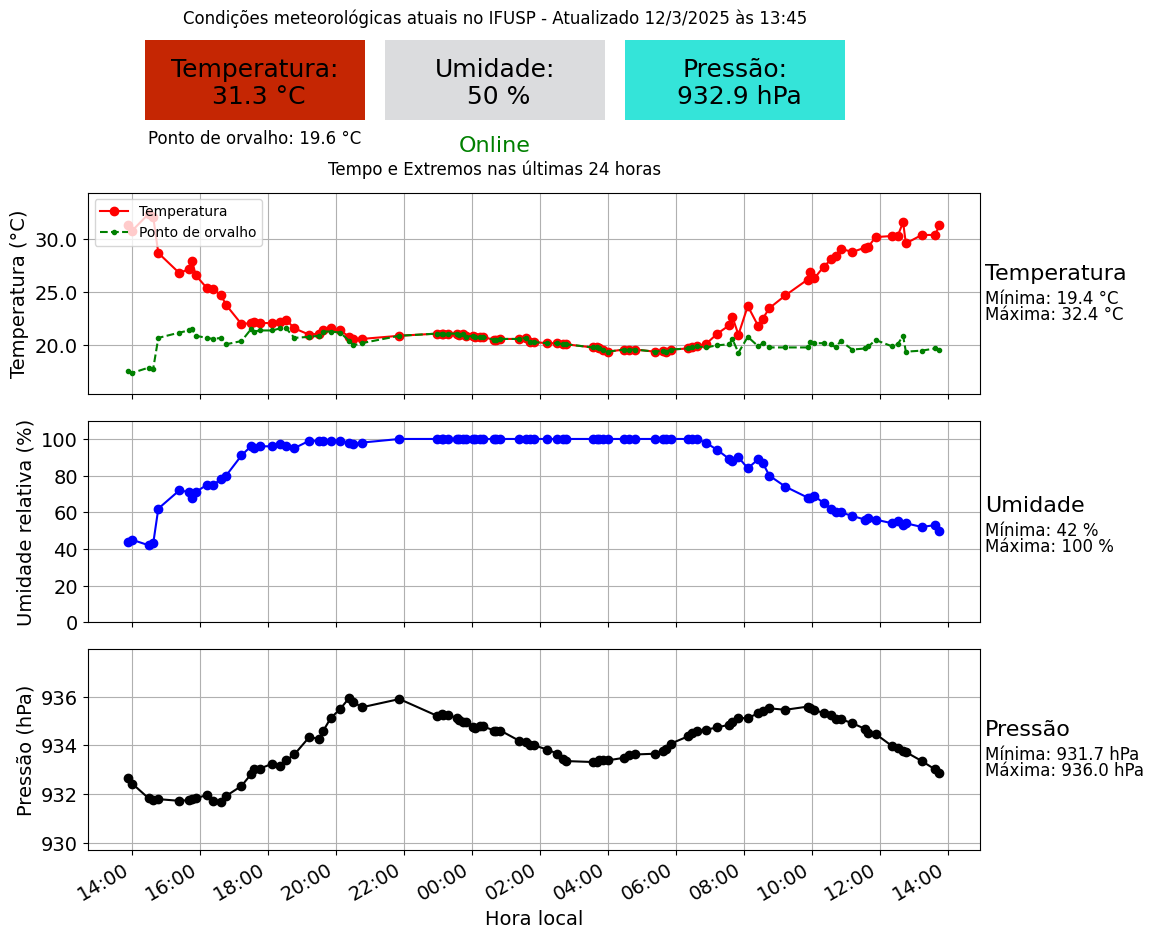 Condições meteorológicas atuais no IFUSP - Atualizado 12/3/2025 às 13:45
Temperatura:
31.3 °C
Umidade:
50 %
Pressão:
932.9 hPa
Ponto de orvalho: 19.6 °C
Online
Tempo e Extremos nas últimas 24 horas
Temperatura (°C)
30.0
25.0
20.0
Temperatura
Ponto de orvalho
Temperatura
Mínima: 19.4 °C
Máxima: 32.4 °C
Umidade relativa (%)
100
80
60
40
20
0
Umidade
Mínima: 42 %
Máxima: 100 %
Pressão (hPa)
936
934
932
930
Pressão
Mínima: 931.7 hPa
Máxima: 936.0 hPa
14:00
16:00
18:00
20:00
22:00
00:00
02:00
04:00
06:00
08:00
10:00
12:00
14:00
Hora local